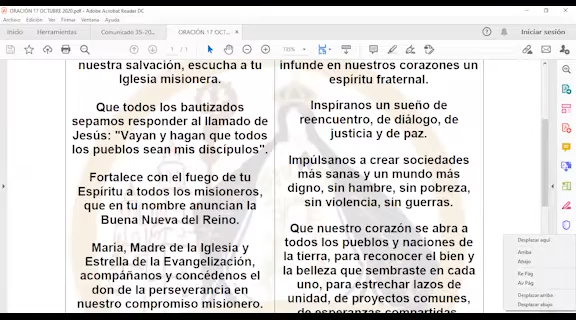 ORACIÓN 17 OCTUBRE 2020.pdf - Adobe Acrobat Reader DC
Archivo Edición Ver Firmar Ventana Ayuda
Inicio Herramientas Comunicado 35-20... ORACIÓN 17 OCT... × Iniciar sesión
135%
nuestra salvación, escucha a tu
Iglesia misionera.
Que todos los bautizados
sepamos responder al llamado de
Jesús: "Vayan y hagan que todos
los pueblos sean mis discípulos".
Fortalece con el fuego de tu
Espíritu a todos los misioneros,
que en tu nombre anuncian la
Buena Nueva del Reino.
María, Madre de la Iglesia y
Estrella de la Evangelización,
acompáñanos y concédenos el
don de la perseverancia en
nuestro compromiso misionero.
infunde en nuestros corazones un
espíritu fraternal.
Inspíranos un sueño de
reencuentro, de diálogo, de
justicia y de paz.
Impúlsanos a crear sociedades
más sanas y un mundo más
digno, sin hambre, sin pobreza,
sin violencia, sin guerras.
Que nuestro corazón se abra a
todos los pueblos y naciones de
la tierra, para reconocer el bien y
la belleza que sembraste en cada
uno, para estrechar lazos de
unidad, de proyectos comunes,
de esperanzas compartidas.
Desplazar aquí
Arriba
Abajo
Re Pág
Av Pág
Desplazar arriba
Desplazar abajo